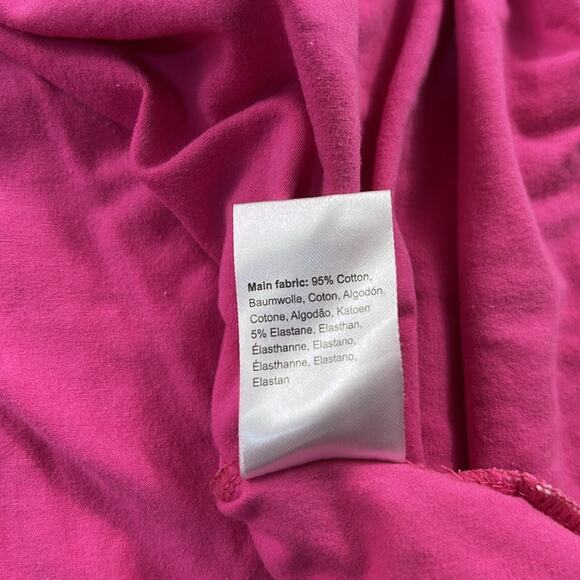 Main fabric: 95% Cotton,
Baumwolle, Coton, Algodón,
Cotone, Algodão, Katoen
5% Elastane, Elasthan,
Élasthanne, Elastano,
Élasthanne, Elastano,
Elastan